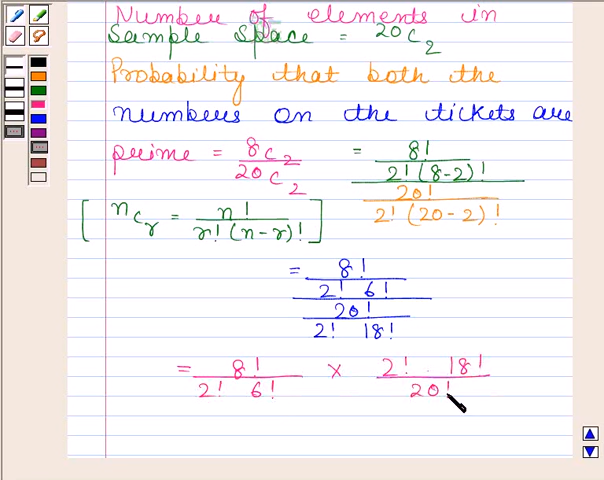 Number of elements in
Sample space = 20C₂
Probability that both the
numbers on the tickets are
prime = 8C₂/20C₂ = (8!/(2!(8-2)!))/(20!/(2!(20-2)!))
[ nCr = n!/(r!(n-r)!) ]
= (8!/(2! 6!))/(20!/(2! 18!))
= 8!/(2! 6!) × (2! . 18!)/20!